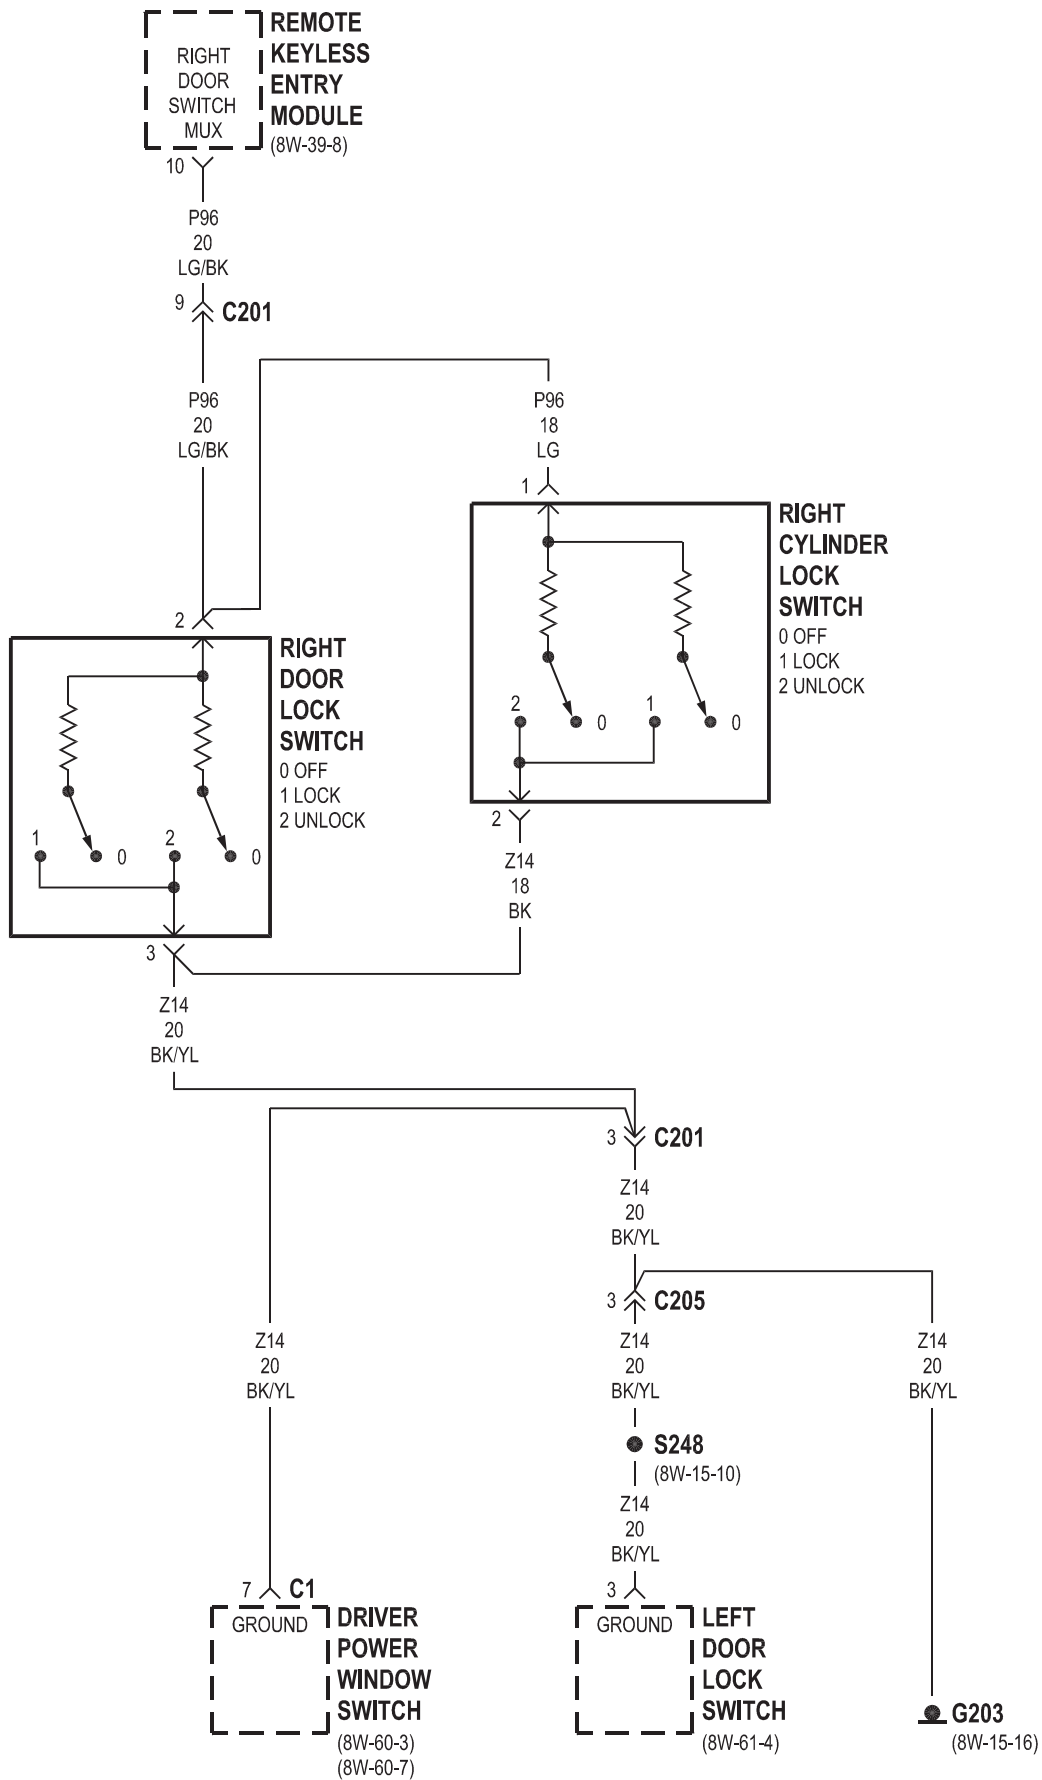 REMOTE
KEYLESS
ENTRY
MODULE
(8W-39-8)
RIGHT
DOOR
SWITCH
MUX
10
P96
20
LG/BK
9
C201
P96
20
LG/BK
P96
18
LG
1
RIGHT
CYLINDER
LOCK
SWITCH
0 OFF
1 LOCK
2 UNLOCK
2
0
1
0
2
RIGHT
DOOR
LOCK
SWITCH
0 OFF
1 LOCK
2 UNLOCK
1
0
2
0
2
Z14
18
BK
3
Z14
20
BK/YL
3
C201
Z14
20
BK/YL
3
C205
Z14
20
BK/YL
Z14
20
BK/YL
Z14
20
BK/YL
S248
(8W-15-10)
Z14
20
BK/YL
7
C1
GROUND
DRIVER
POWER
WINDOW
SWITCH
(8W-60-3)
(8W-60-7)
3
GROUND
LEFT
DOOR
LOCK
SWITCH
(8W-61-4)
G203
(8W-15-16)